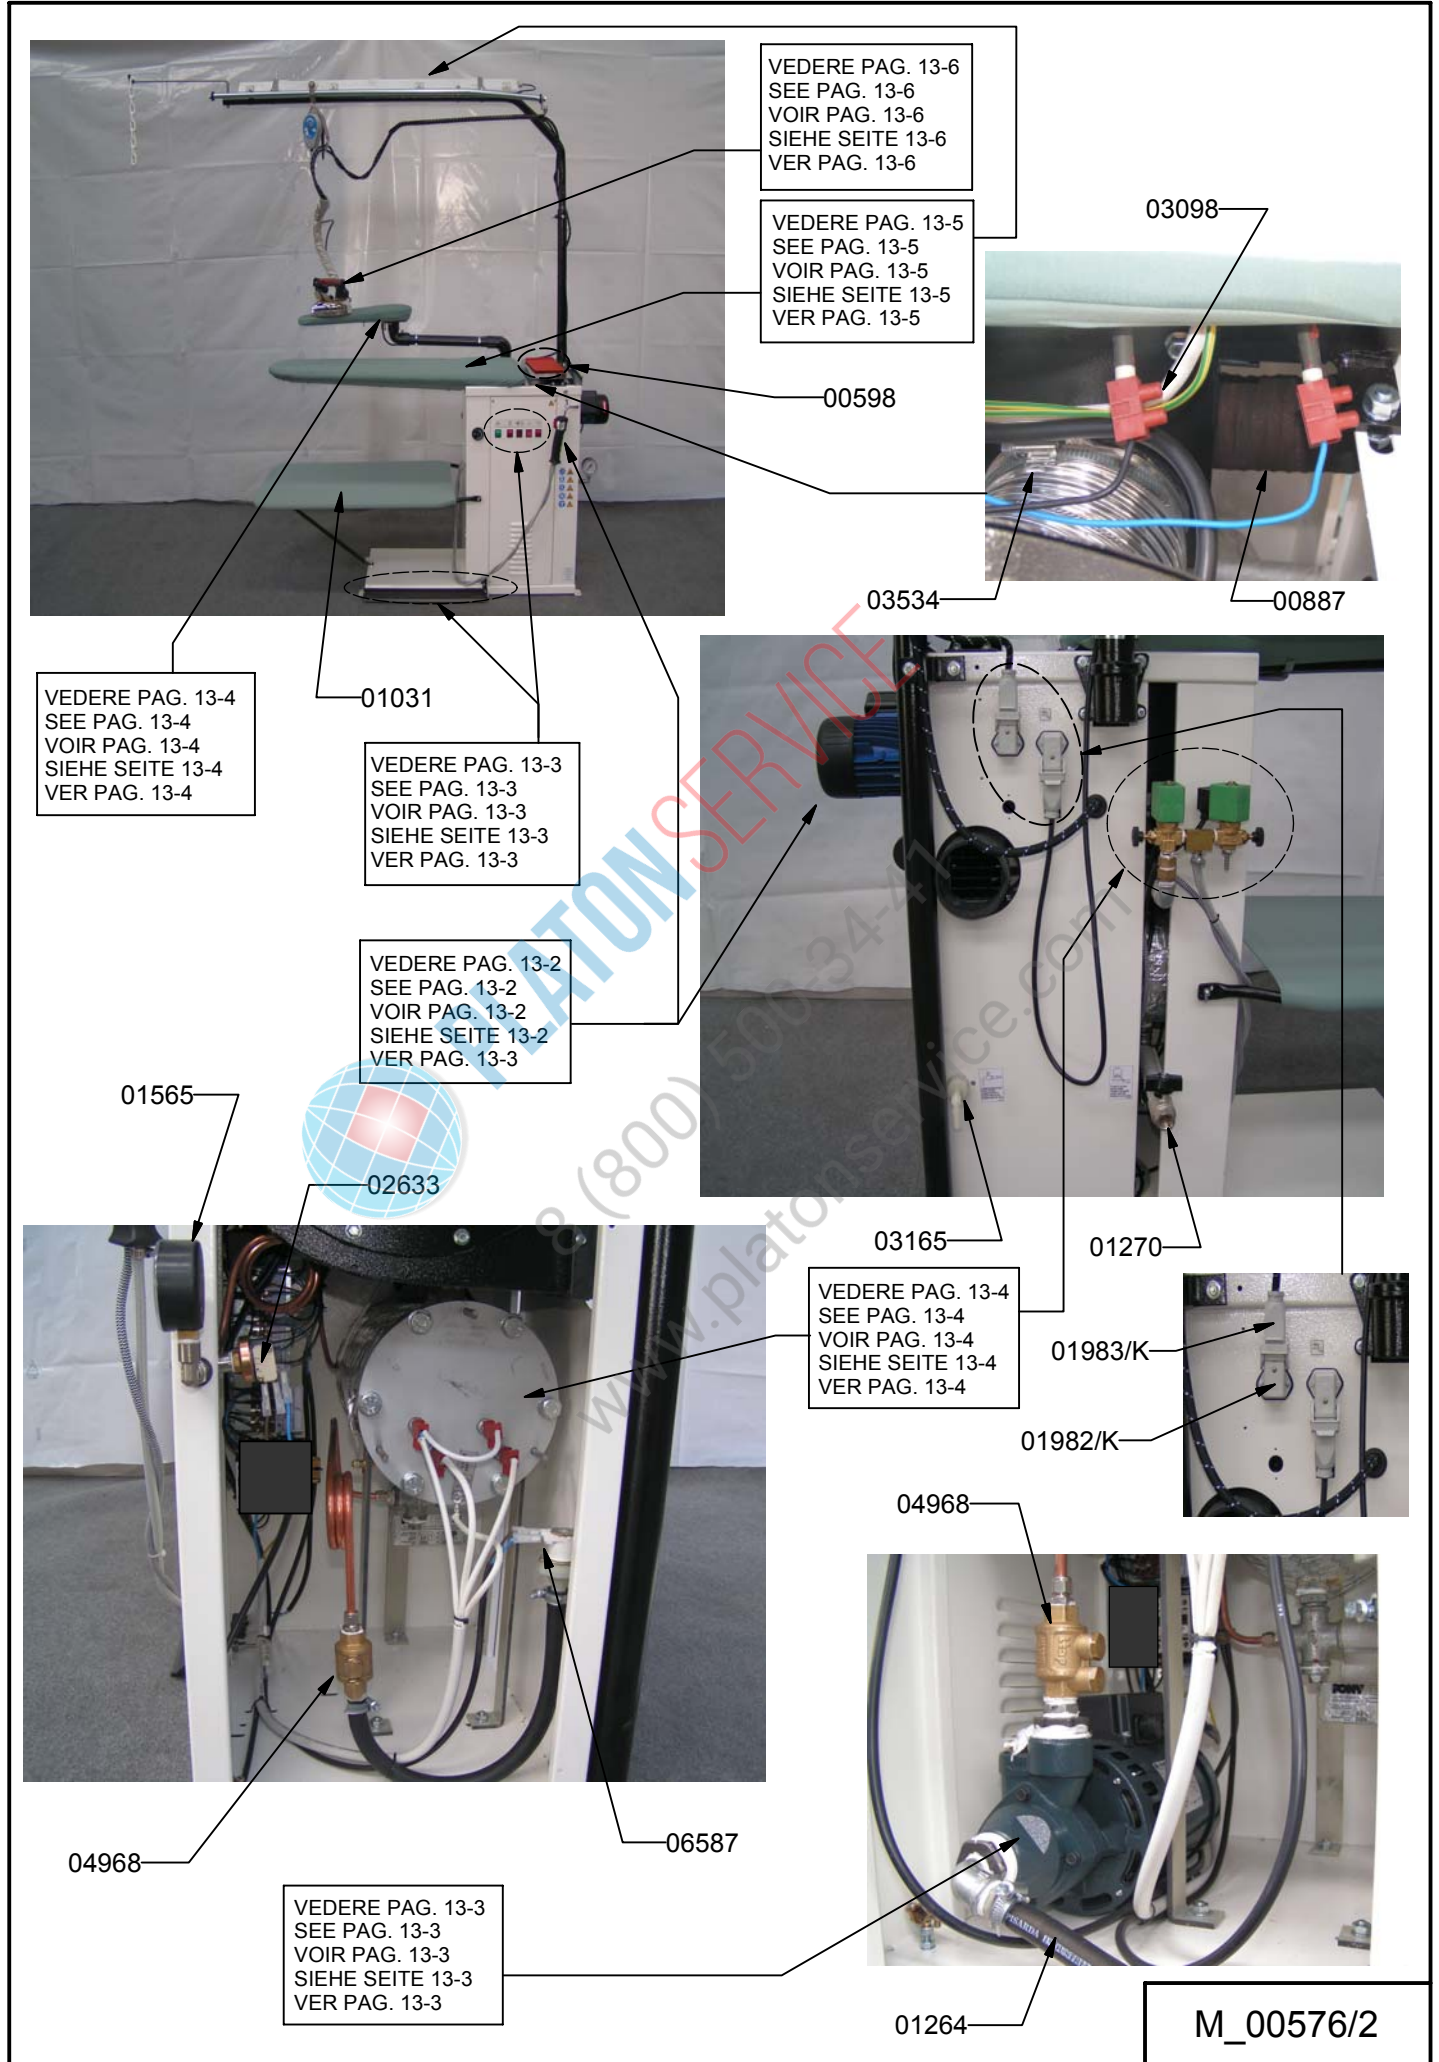 VEDERE PAG. 13-6
SEE PAG. 13-6
VOIR PAG. 13-6
SIEHE SEITE 13-6
VER PAG. 13-6
VEDERE PAG. 13-5
SEE PAG. 13-5
VOIR PAG. 13-5
SIEHE SEITE 13-5
VER PAG. 13-5
03098
00598
03534
00887
VEDERE PAG. 13-4
SEE PAG. 13-4
VOIR PAG. 13-4
SIEHE SEITE 13-4
VER PAG. 13-4
01031
VEDERE PAG. 13-3
SEE PAG. 13-3
VOIR PAG. 13-3
SIEHE SEITE 13-3
VER PAG. 13-3
VEDERE PAG. 13-2
SEE PAG. 13-2
VOIR PAG. 13-2
SIEHE SEITE 13-2
VER PAG. 13-3
PLATONSERVICE
8 (800) 500-34-41
www.platonservice.com
01565
02633
03165
01270
VEDERE PAG. 13-4
SEE PAG. 13-4
VOIR PAG. 13-4
SIEHE SEITE 13-4
VER PAG. 13-4
01983/K
01982/K
04968
04968
06587
VEDERE PAG. 13-3
SEE PAG. 13-3
VOIR PAG. 13-3
SIEHE SEITE 13-3
VER PAG. 13-3
01264
M_00576/2